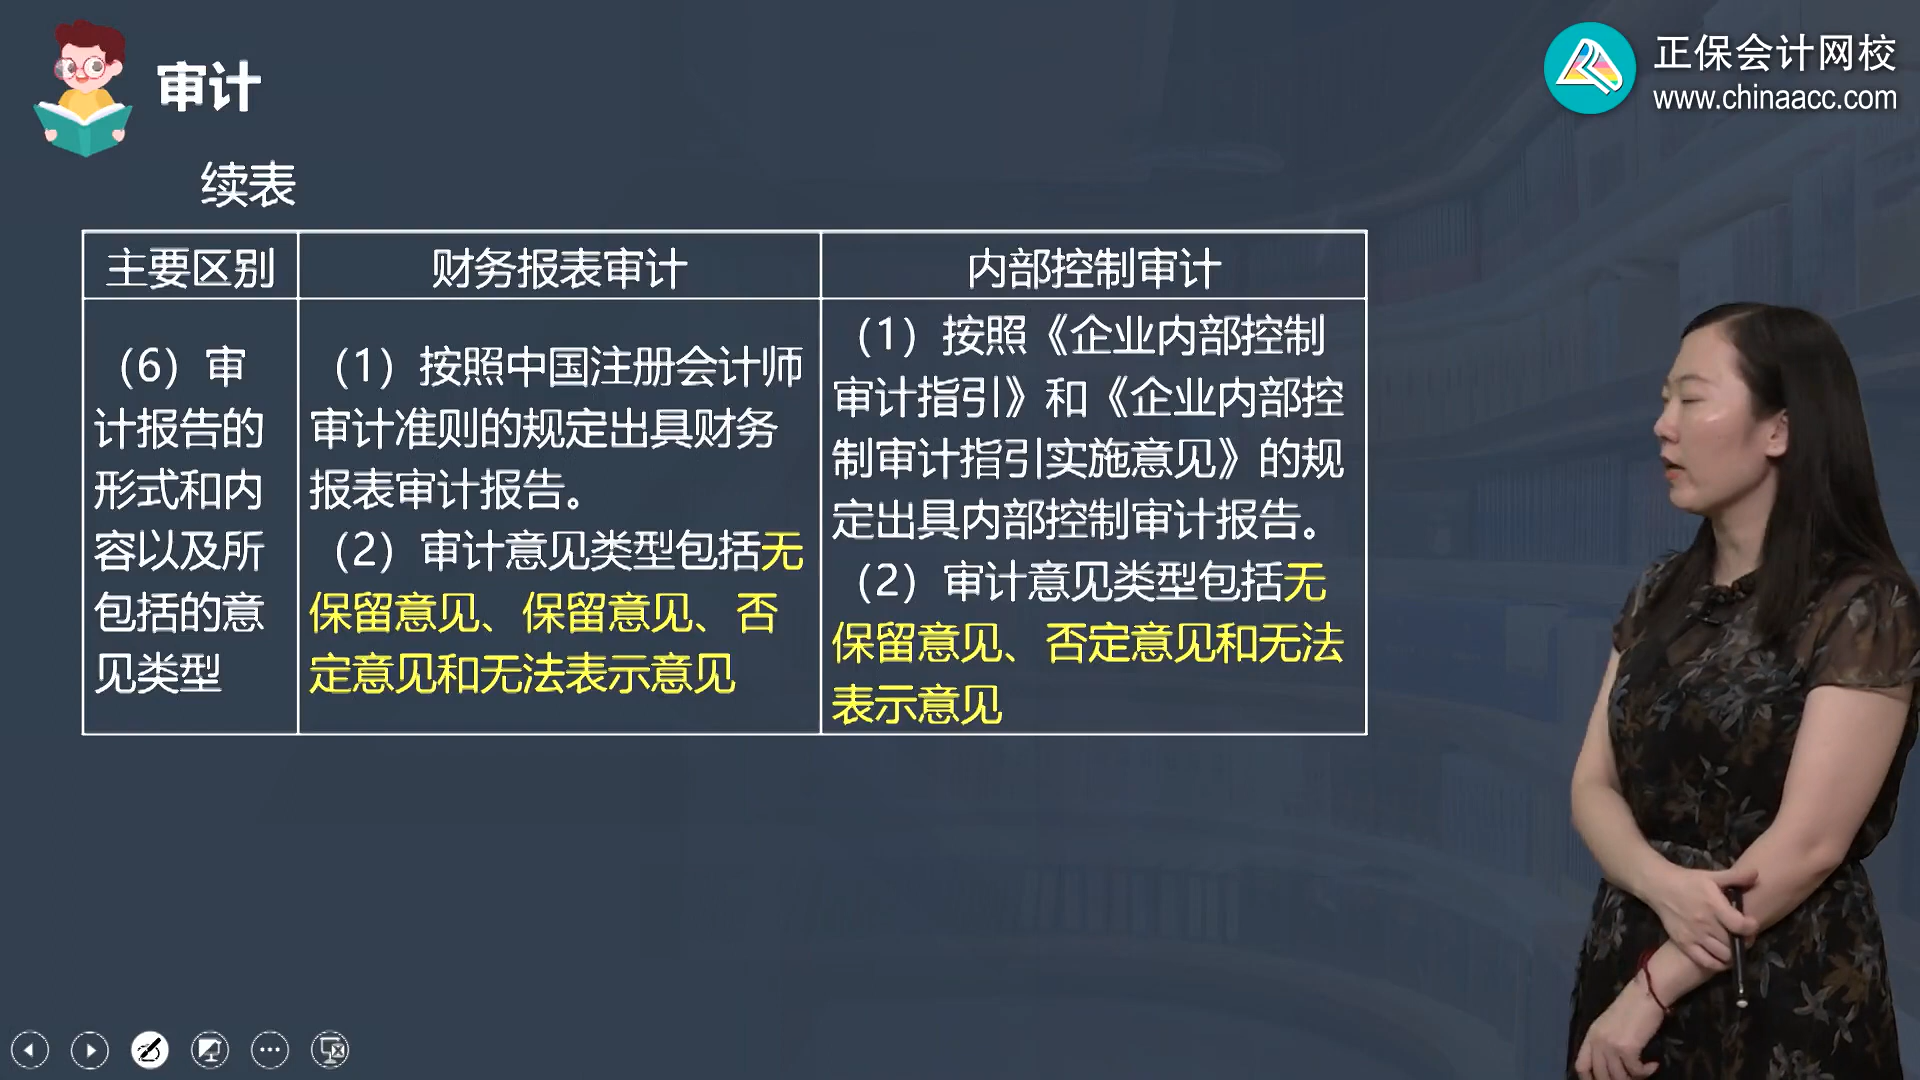 审计
正保会计网校
www.chinaacc.com
续表
主要区别
财务报表审计
内部控制审计
（6）审
计报告的
形式和内
容以及所
包括的意
见类型
（1）按照中国注册会计师
审计准则的规定出具财务
报表审计报告。
（2）审计意见类型包括无
保留意见、保留意见、否
定意见和无法表示意见
（1）按照《企业内部控制
审计指引》和《企业内部控
制审计指引实施意见》的规
定出具内部控制审计报告。
（2）审计意见类型包括无
保留意见、否定意见和无法
表示意见